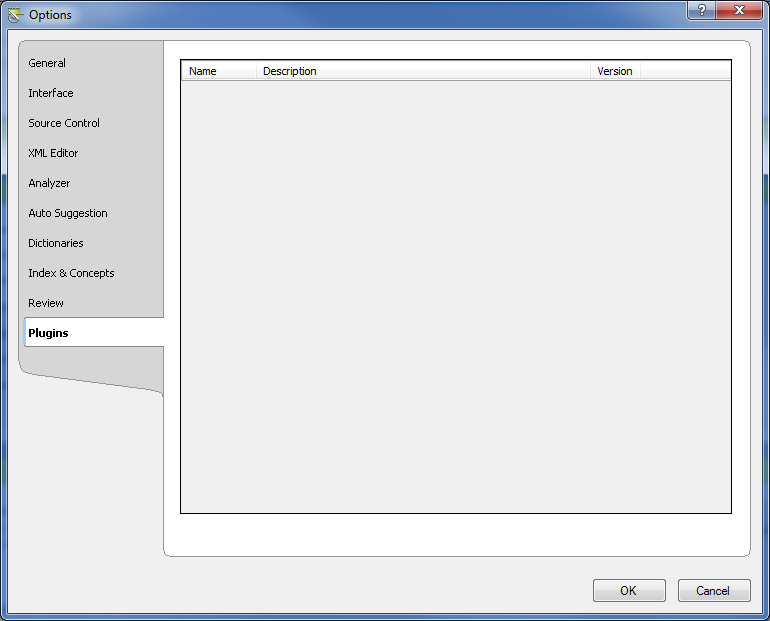 Options
?
General
Interface
Source Control
XML Editor
Analyzer
Auto Suggestion
Dictionaries
Index & Concepts
Review
Plugins
Name Description Version
OK Cancel